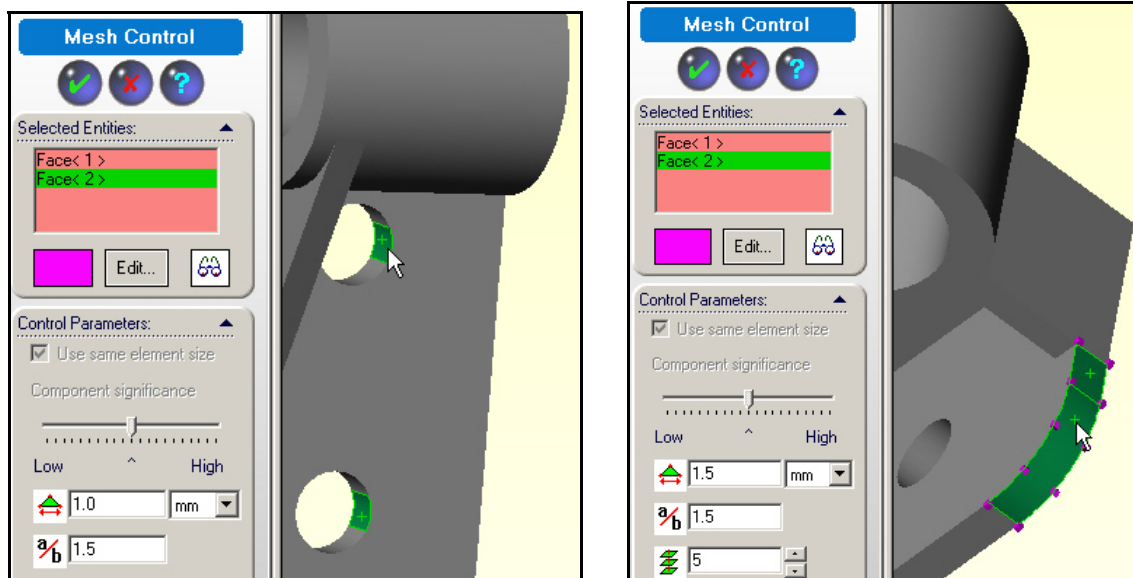 Mesh Control
?
Selected Entities:
Face< 1 >
Face< 2 >
Edit...
Control Parameters:
Use same element size
Component significance
Low ^ High
1.0 mm
a/b 1.5
Mesh Control
?
Selected Entities:
Face< 1 >
Face< 2 >
Edit...
Control Parameters:
Use same element size
Component significance
Low ^ High
1.5 mm
a/b 1.5
5